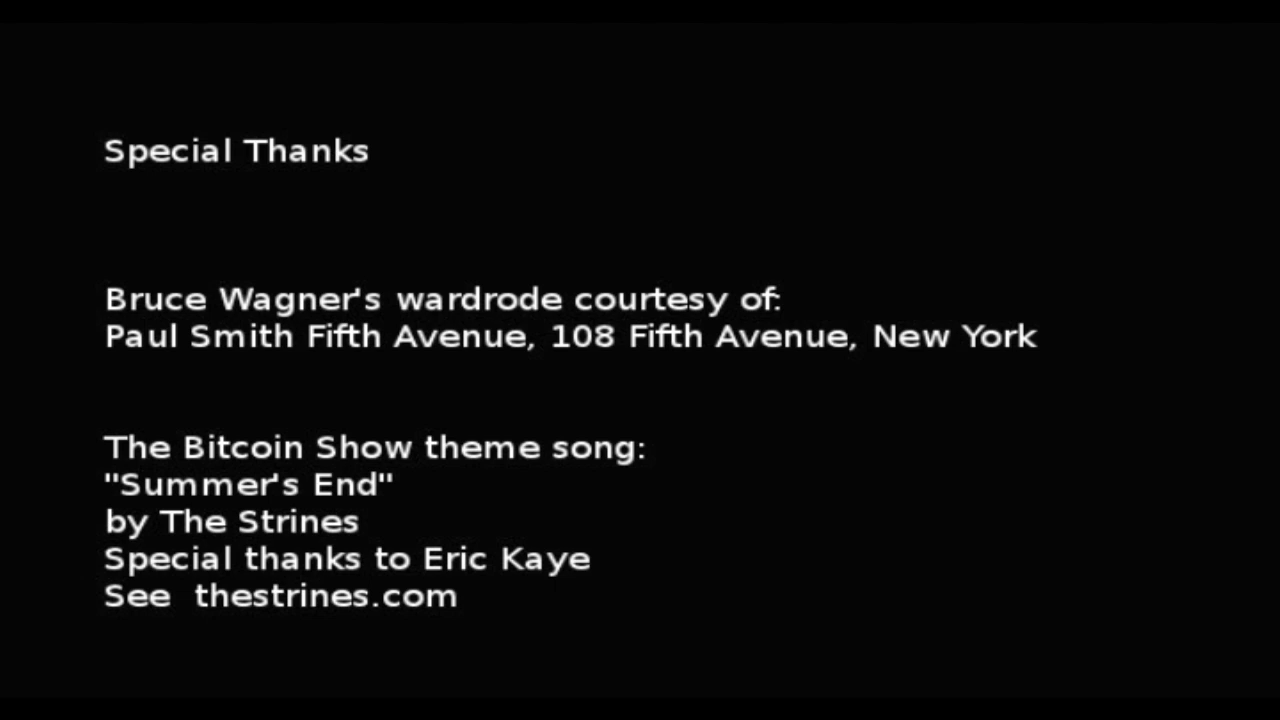 Special Thanks
Bruce Wagner's wardrode courtesy of:
Paul Smith Fifth Avenue, 108 Fifth Avenue, New York
The Bitcoin Show theme song:
"Summer's End"
by The Strines
Special thanks to Eric Kaye
See  thestrines.com